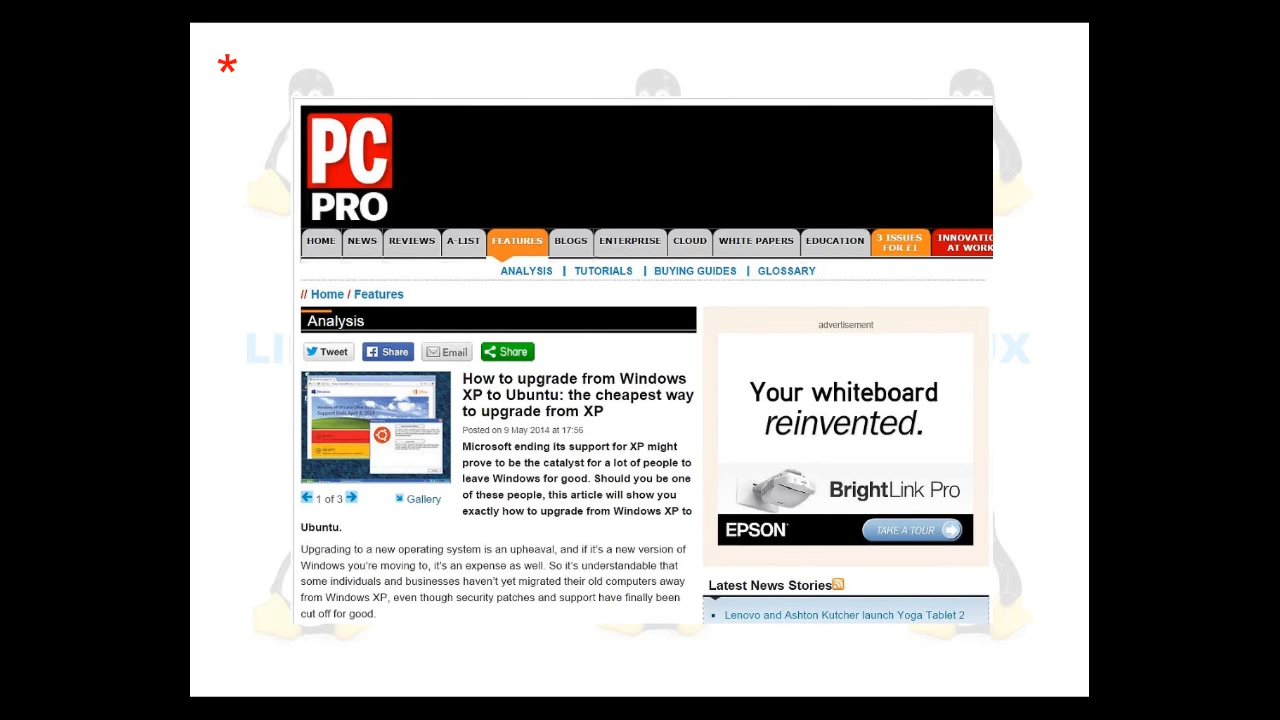 *
PC
PRO
HOME NEWS REVIEWS A-LIST FEATURES BLOGS ENTERPRISE CLOUD WHITE PAPERS EDUCATION 3 ISSUES FOR £1 INNOVATIO AT WORK
ANALYSIS | TUTORIALS | BUYING GUIDES | GLOSSARY
// Home / Features
Analysis
Tweet Share Email Share
How to upgrade from Windows
XP to Ubuntu: the cheapest way
to upgrade from XP
Posted on 9 May 2014 at 17:56
Microsoft ending its support for XP might
prove to be the catalyst for a lot of people to
leave Windows for good. Should you be one
of these people, this article will show you
exactly how to upgrade from Windows XP to
Ubuntu.
1 of 3 Gallery
Upgrading to a new operating system is an upheaval, and if it's a new version of
Windows you're moving to, it's an expense as well. So it's understandable that
some individuals and businesses haven't yet migrated their old computers away
from Windows XP, even though security patches and support have finally been
cut off for good.
advertisement
Your whiteboard
reinvented.
BrightLink Pro
EPSON TAKE A TOUR
Latest News Stories
Lenovo and Ashton Kutcher launch Yoga Tablet 2
LI
UX